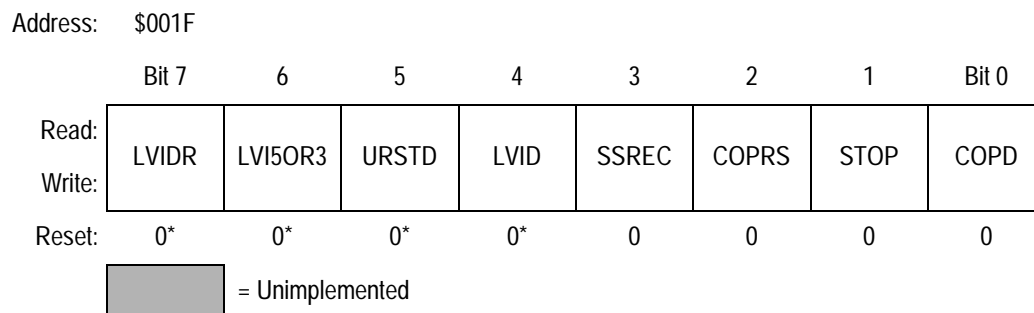 Address: $001F
Bit 7 6 5 4 3 2 1 Bit 0
Read:
LVIDR LVI5OR3 URSTD LVID SSREC COPRS STOP COPD
Write:
Reset: 0* 0* 0* 0* 0 0 0 0
= Unimplemented